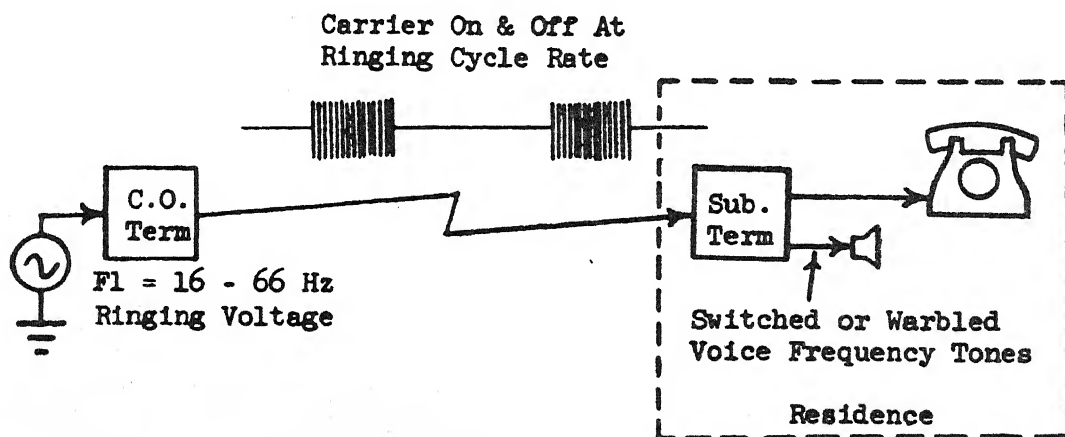 Carrier On & Off At
Ringing Cycle Rate
C.O.
Term
F1 = 16 - 66 Hz
Ringing Voltage
Sub.
Term
Switched or Warbled
Voice Frequency Tones
Residence